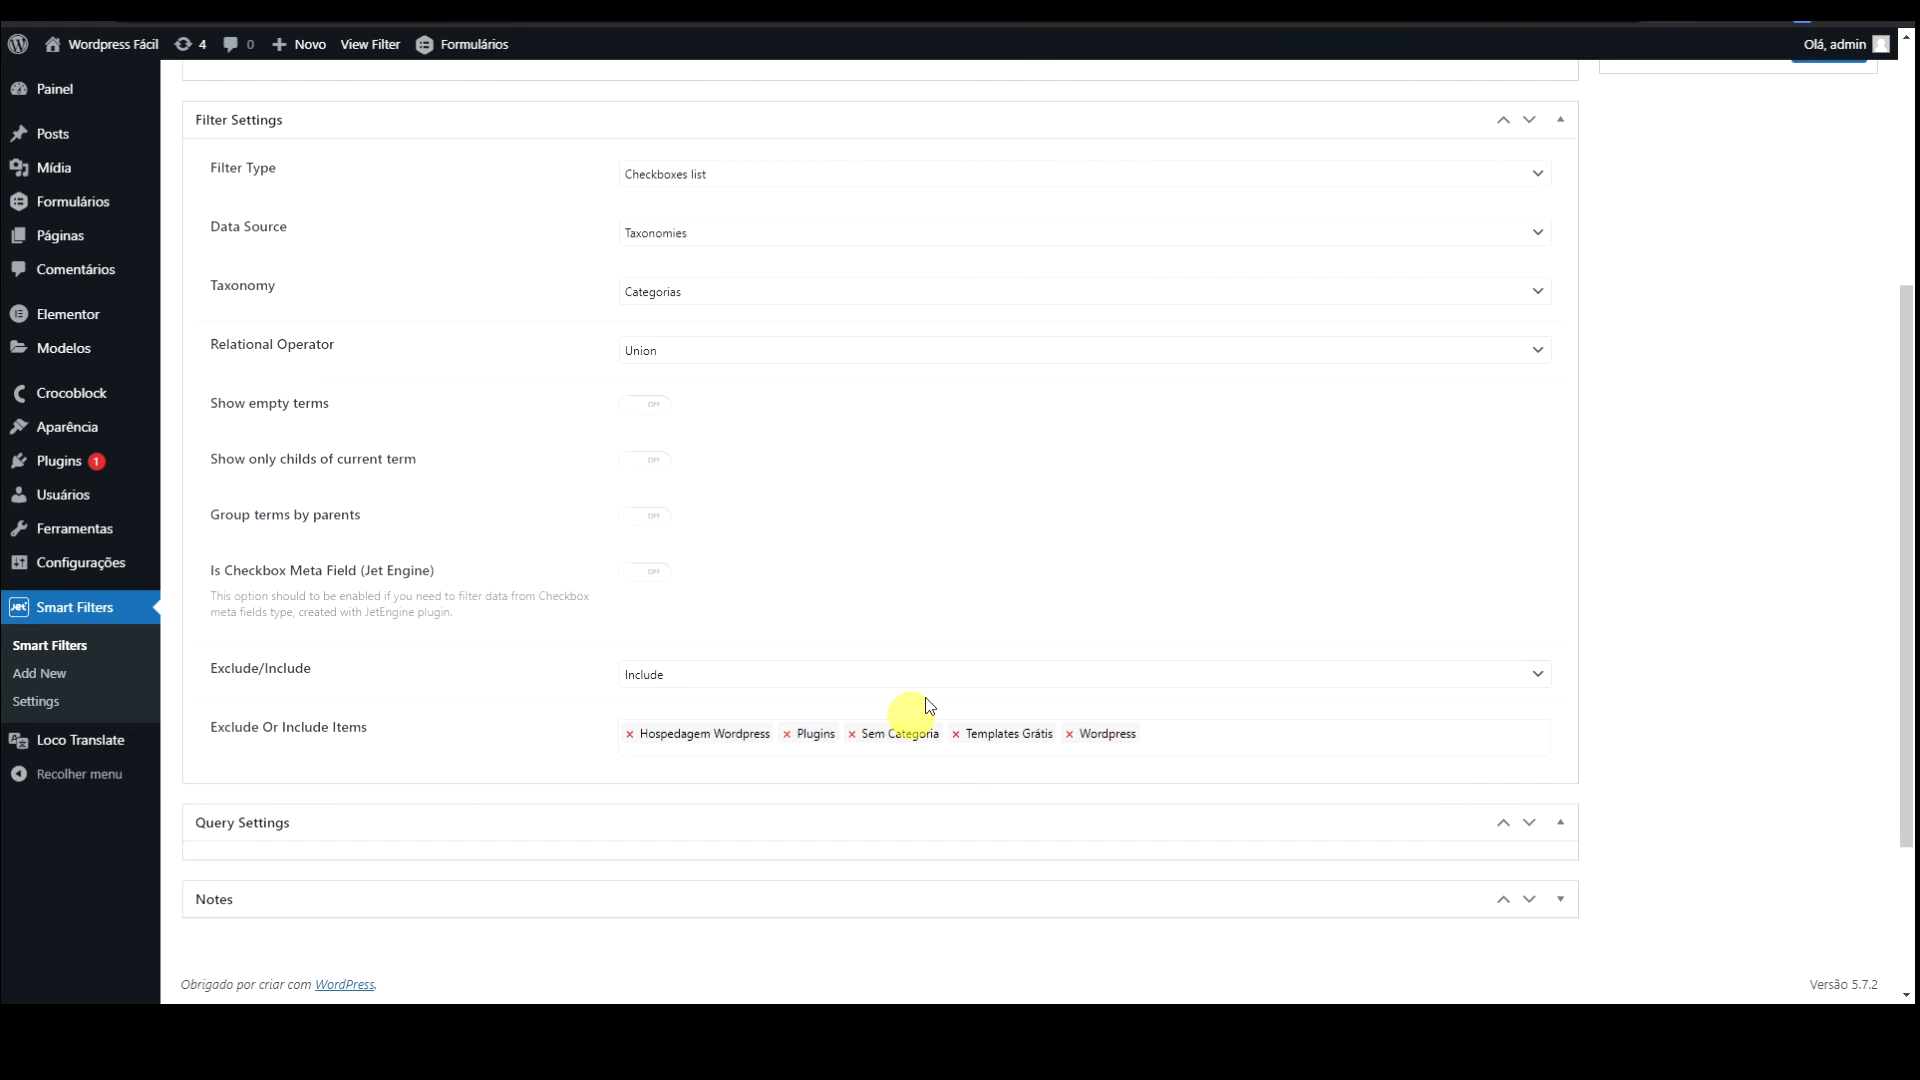 Wordpress Fácil 4 0 Novo View Filter Formulários Olá, admin
Painel
Posts
Mídia
Formulários
Páginas
Comentários
Elementor
Modelos
Crocoblock
Aparência
Plugins 1
Usuários
Ferramentas
Configurações
Jet Smart Filters
Smart Filters
Add New
Settings
Loco Translate
Recolher menu
Filter Settings
Filter Type
Checkboxes list
Data Source
Taxonomies
Taxonomy
Categorias
Relational Operator
Union
Show empty terms
OFF
Show only childs of current term
OFF
Group terms by parents
OFF
Is Checkbox Meta Field (Jet Engine)
OFF
This option should to be enabled if you need to filter data from Checkbox
meta fields type, created with JetEngine plugin.
Exclude/Include
Include
Exclude Or Include Items
× Hospedagem Wordpress × Plugins × Sem Categoria × Templates Grátis × Wordpress
Query Settings
Notes
Obrigado por criar com WordPress.
Versão 5.7.2